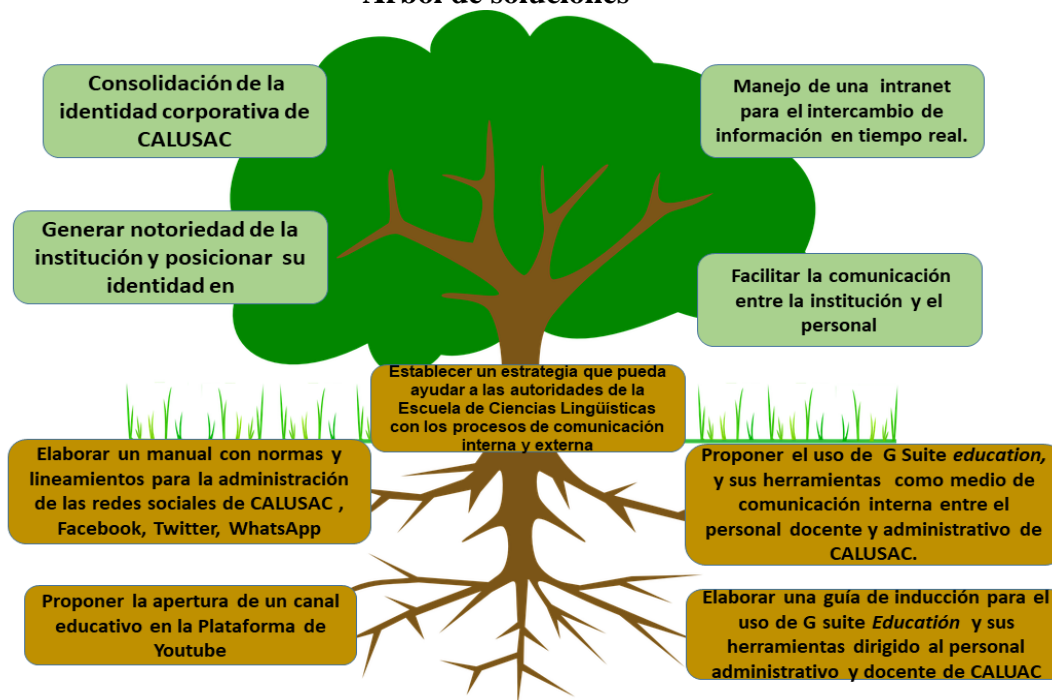 Árbol de soluciones
Consolidación de la
identidad corporativa de
CALUSAC
Manejo de una intranet
para el intercambio de
información en tiempo real.
Generar notoriedad de la
institución y posicionar su
identidad en
Facilitar la comunicación
entre la institución y el
personal
Establecer un estrategia que pueda
ayudar a las autoridades de la
Escuela de Ciencias Lingüísticas
con los procesos de comunicación
interna y externa
Elaborar un manual con normas y
lineamientos para la administración
de las redes sociales de CALUSAC ,
Facebook, Twitter, WhatsApp
Proponer el uso de G Suite education,
y sus herramientas como medio de
comunicación interna entre el
personal docente y administrativo de
CALUSAC.
Proponer la apertura de un canal
educativo en la Plataforma de
Youtube
Elaborar una guía de inducción para el
uso de G suite Educatión y sus
herramientas dirigido al personal
administrativo y docente de CALUAC